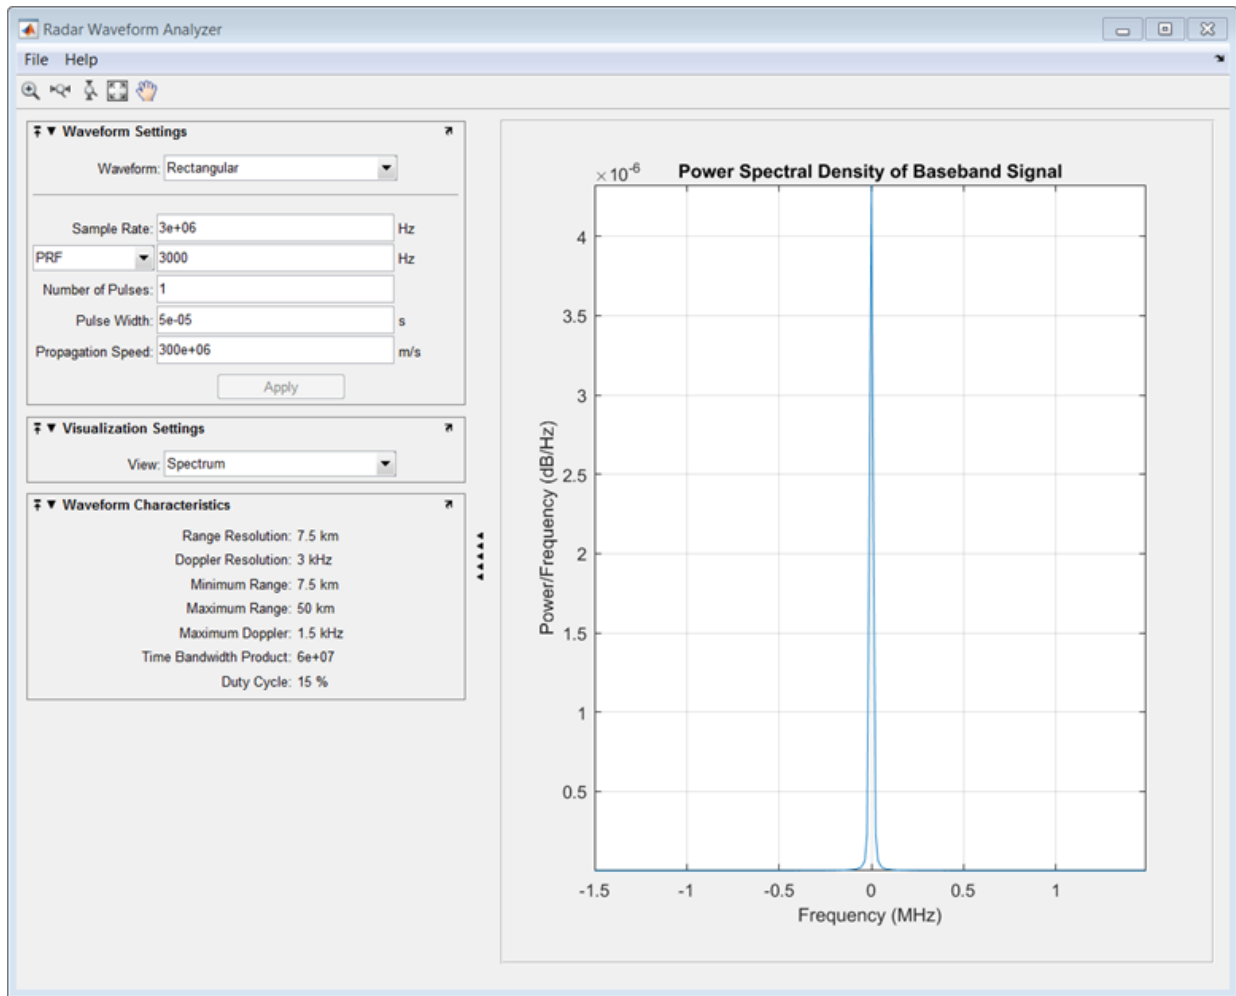 Radar Waveform Analyzer
File Help
Waveform Settings
Waveform: Rectangular
Sample Rate: 3e+06 Hz
PRF 3000 Hz
Number of Pulses: 1
Pulse Width: 5e-05 s
Propagation Speed: 300e+06 m/s
Apply
Visualization Settings
View: Spectrum
Waveform Characteristics
Range Resolution: 7.5 km
Doppler Resolution: 3 kHz
Minimum Range: 7.5 km
Maximum Range: 50 km
Maximum Doppler: 1.5 kHz
Time Bandwidth Product: 6e+07
Duty Cycle: 15 %
×10⁻⁶ Power Spectral Density of Baseband Signal
Power/Frequency (dB/Hz)
4
3.5
3
2.5
2
1.5
1
0.5
-1.5 -1 -0.5 0 0.5 1
Frequency (MHz)